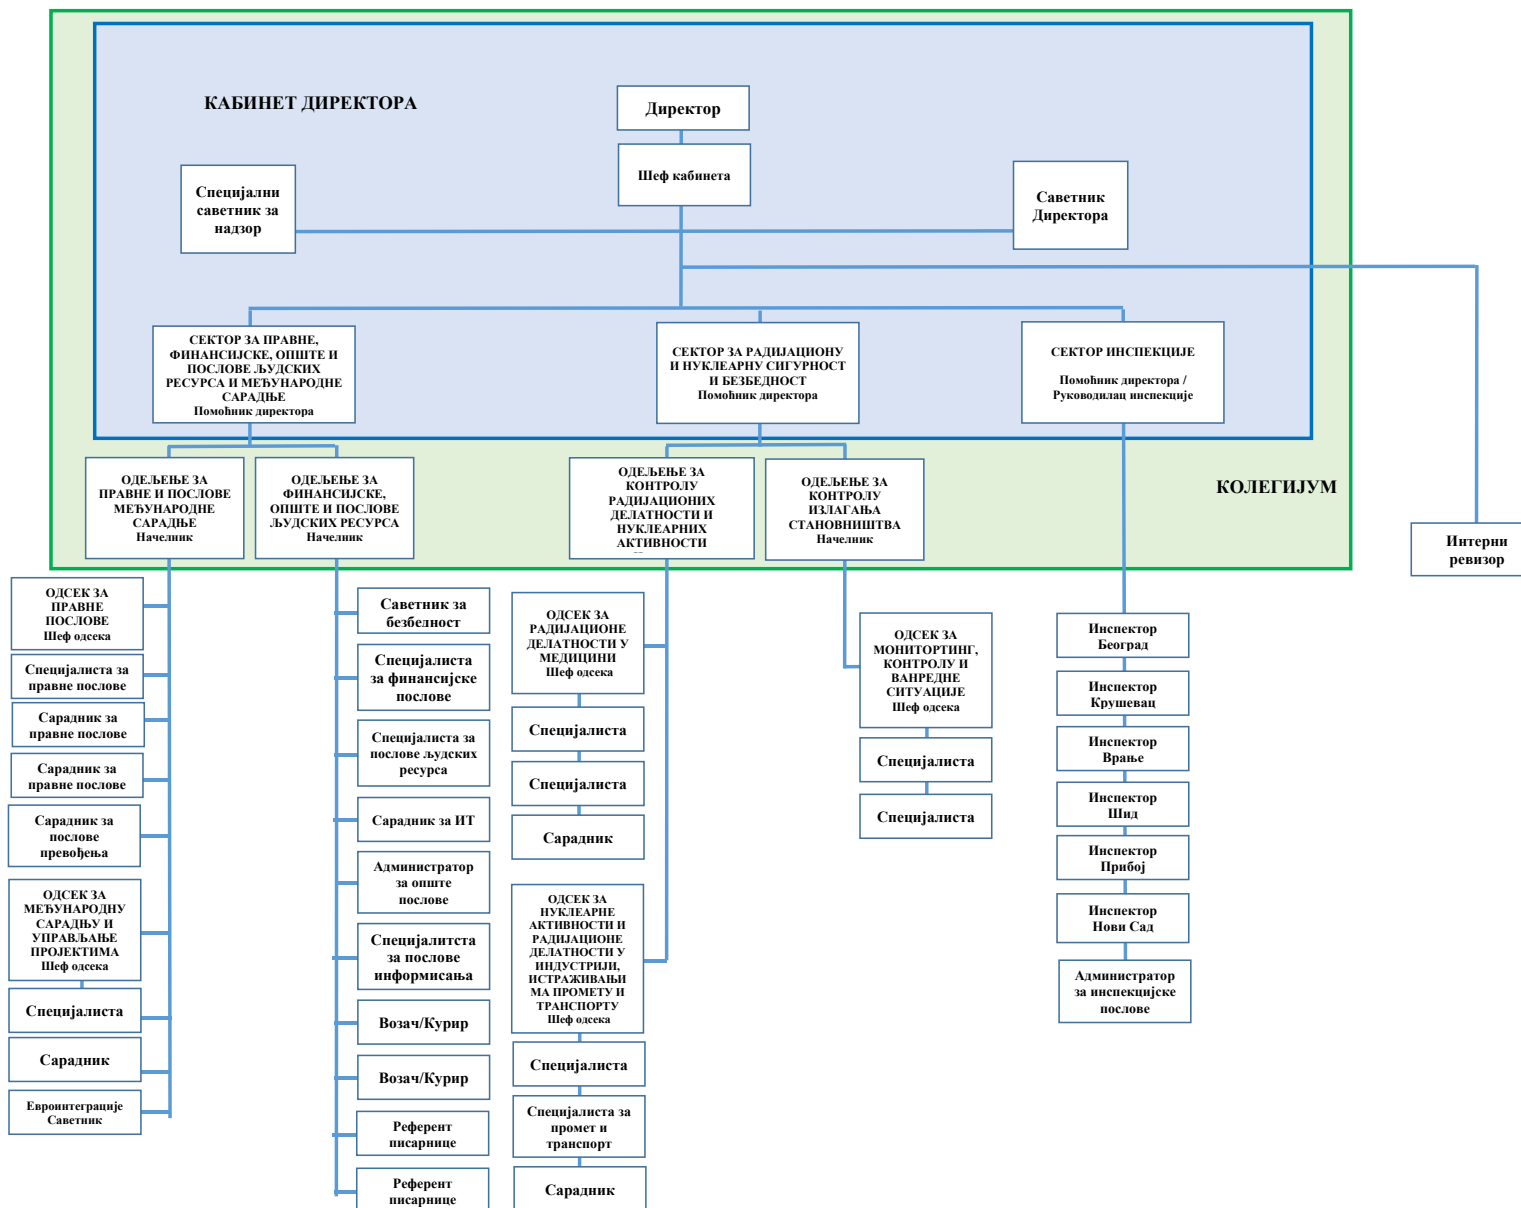 КАБИНЕТ ДИРЕКТОРА
Директор
Шеф кабинета
Специјални
саветник за
надзор
Саветник
Директора
СЕКТОР ЗА ПРАВНЕ,
ФИНАНСИЈСКЕ, ОПШТЕ И
ПОСЛОВЕ ЉУДСКИХ
РЕСУРСА И МЕЂУНАРОДНЕ
САРАДЊЕ
Помоћник директора
СЕКТОР ЗА РАДИЈАЦИОНУ
И НУКЛЕАРНУ СИГУРНОСТ
И БЕЗБЕДНОСТ
Помоћник директора
СЕКТОР ИНСПЕКЦИЈЕ
Помоћник директора /
Руководилац инспекције
ОДЕЉЕЊЕ ЗА
ПРАВНЕ И ПОСЛОВЕ
МЕЂУНАРОДНЕ
САРАДЊЕ
Начелник
ОДЕЉЕЊЕ ЗА
ФИНАНСИЈСКЕ,
ОПШТЕ И ПОСЛОВЕ
ЉУДСКИХ РЕСУРСА
Начелник
ОДЕЉЕЊЕ ЗА
КОНТРОЛУ
РАДИЈАЦИОНИХ
ДЕЛАТНОСТИ И
НУКЛЕАРНИХ
АКТИВНОСТИ
ОДЕЉЕЊЕ ЗА
КОНТРОЛУ
ИЗЛАГАЊА
СТАНОВНИШТВА
Начелник
КОЛЕГИЈУМ
Интерни
ревизор
ОДСЕК ЗА
ПРАВНЕ
ПОСЛОВЕ
Шеф одсека
Специјалиста за
правне послове
Сарадник за
правне послове
Сарадник за
правне послове
Сарадник за
послове
превођења
ОДСЕК ЗА
МЕЂУНАРОДНУ
САРАДЊУ И
УПРАВЉАЊЕ
ПРОЈЕКТИМА
Шеф одсека
Специјалиста
Сарадник
Евроинтеграције
Саветник
Саветник за
безбедност
Специјалиста
за финансијске
послове
Специјалиста за
послове људских
ресурса
Сарадник за ИТ
Администратор
за опште
послове
Специјалитста
за послове
информисања
Возач/Курир
Возач/Курир
Референт
писарнице
Референт
писарнице
ОДСЕК ЗА
РАДИЈАЦИОНЕ
ДЕЛАТНОСТИ У
МЕДИЦИНИ
Шеф одсека
Специјалиста
Специјалиста
Сарадник
ОДСЕК ЗА
НУКЛЕАРНЕ
АКТИВНОСТИ И
РАДИЈАЦИОНЕ
ДЕЛАТНОСТИ У
ИНДУСТРИЈИ,
ИСТРАЖИВАЊИ
МА ПРОМЕТУ И
ТРАНСПОРТУ
Шеф одсека
Специјалиста
Специјалиста за
промет и
транспорт
Сарадник
ОДСЕК ЗА
МОНИТОРТИНГ,
КОНТРОЛУ И
ВАНРЕДНЕ
СИТУАЦИЈЕ
Шеф одсека
Специјалиста
Специјалиста
Инспектор
Београд
Инспектор
Крушевац
Инспектор
Врање
Инспектор
Шид
Инспектор
Прибој
Инспектор
Нови Сад
Администратор
за инспекцијске
послове